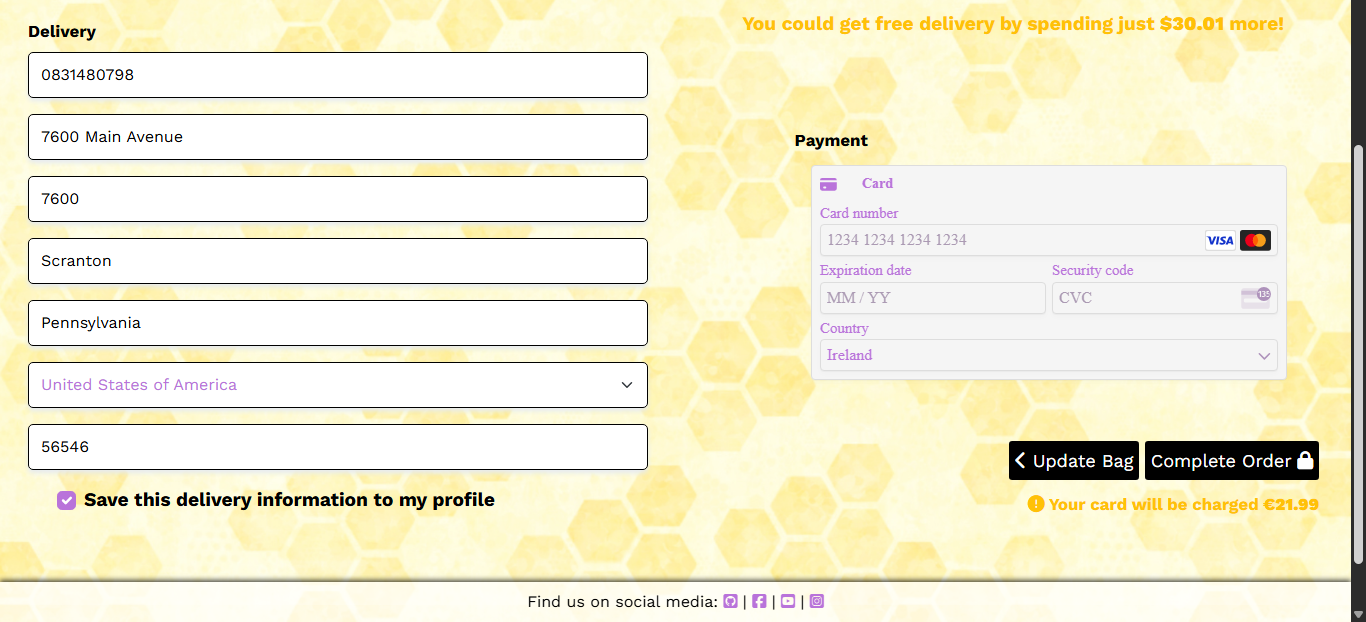 Delivery
0831480798
7600 Main Avenue
7600
Scranton
Pennsylvania
United States of America
56546
Save this delivery information to my profile
You could get free delivery by spending just $30.01 more!
Payment
Card
Card number
1234 1234 1234 1234 VISA
Expiration date Security code
MM / YY CVC 135
Country
Ireland
Update Bag Complete Order
Your card will be charged €21.99
Find us on social media: | | |